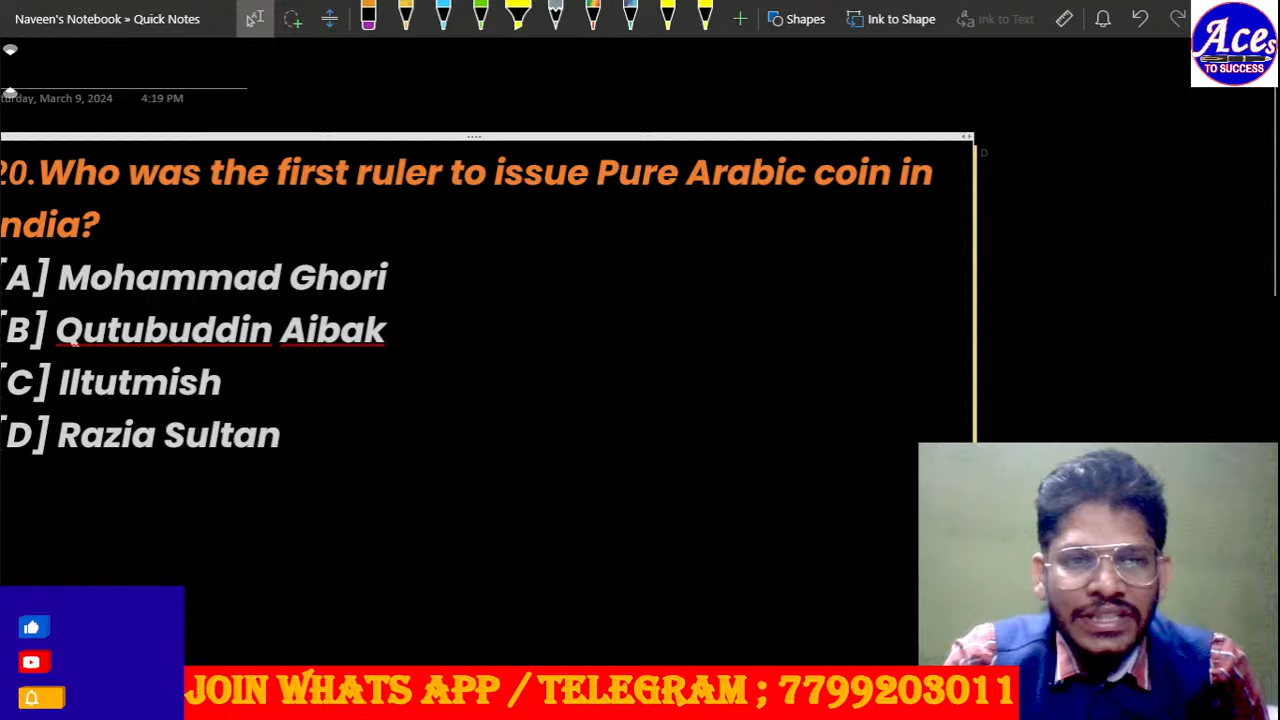 Naveen's Notebook » Quick Notes
Shapes
Ink to Shape
Ink to Text
Aces
TO SUCCESS
turday, March 9, 2024 4:19 PM
20.Who was the first ruler to issue Pure Arabic coin in
ndia?
[A] Mohammad Ghori
[B] Qutubuddin Aibak
[C] Iltutmish
[D] Razia Sultan
D
JOIN WHATS APP / TELEGRAM ; 7799203011